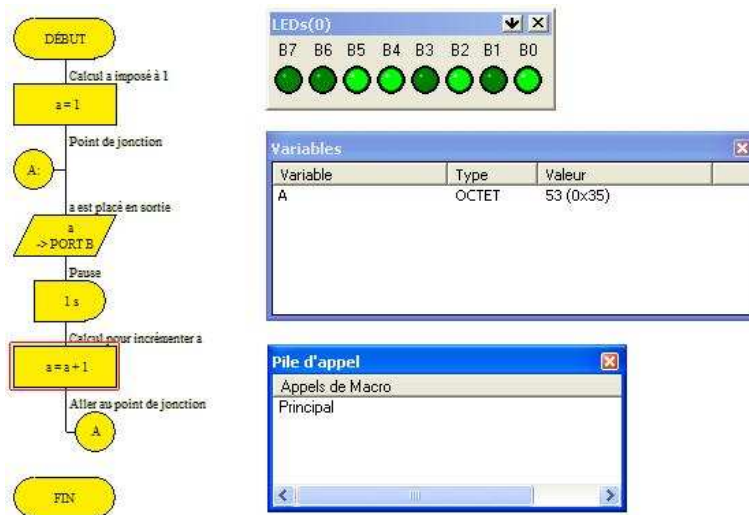 DÉBUT
Calcul a imposé à 1
a = 1
Point de jonction
A:
a est placé en sortie
a
-> PORT B
Pause
1 s
Calcul pour incrémenter a
a = a + 1
Aller au point de jonction
A
FIN
LEDs(0)
B7 B6 B5 B4 B3 B2 B1 B0
Variables
Variable Type Valeur
A OCTET 53 (0x35)
Pile d'appel
Appels de Macro
Principal